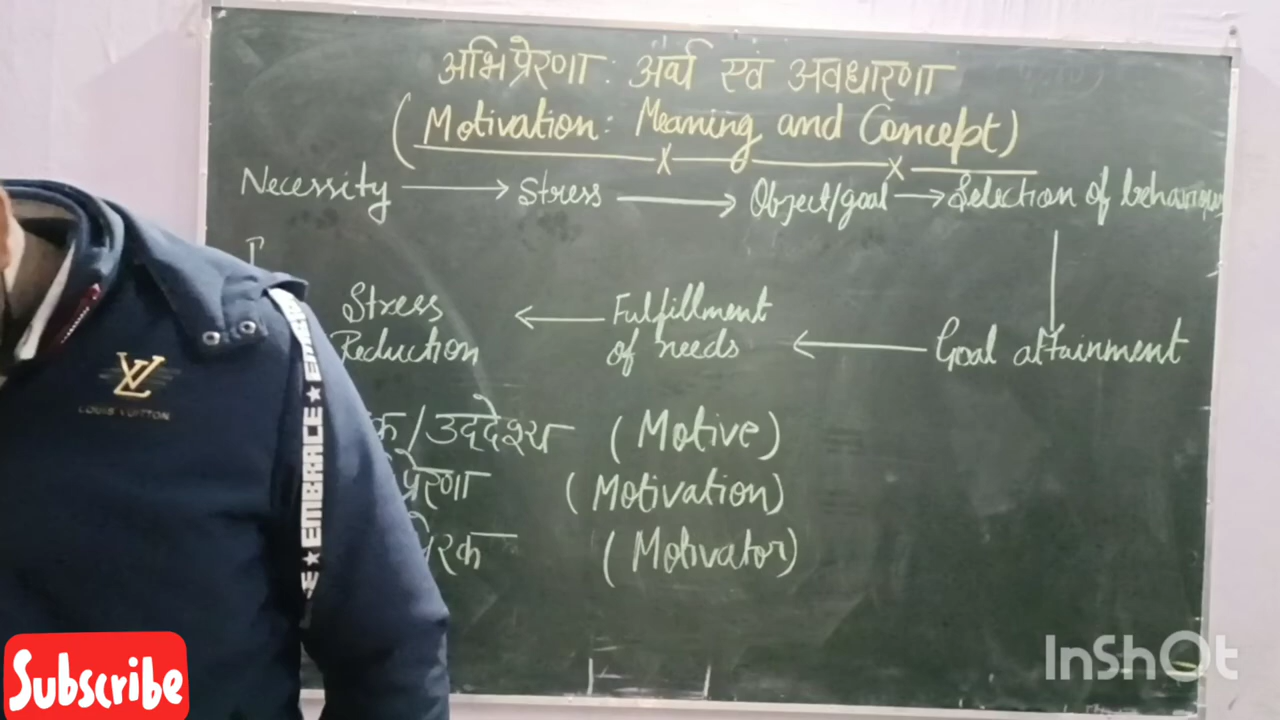 अभिप्रेरणा: अर्थ एवं अवधारणा
(Motivation: Meaning and Concept)
Necessity → Stress → Object/goal → Selection of behaviour
Stress Reduction ← Fulfillment of needs ← Goal attainment
/उद्देश्य (Motive)
प्रेरणा (Motivation)
(Motivator)
LOUIS VUITTON
EMBRACE
Subscribe
InShOt